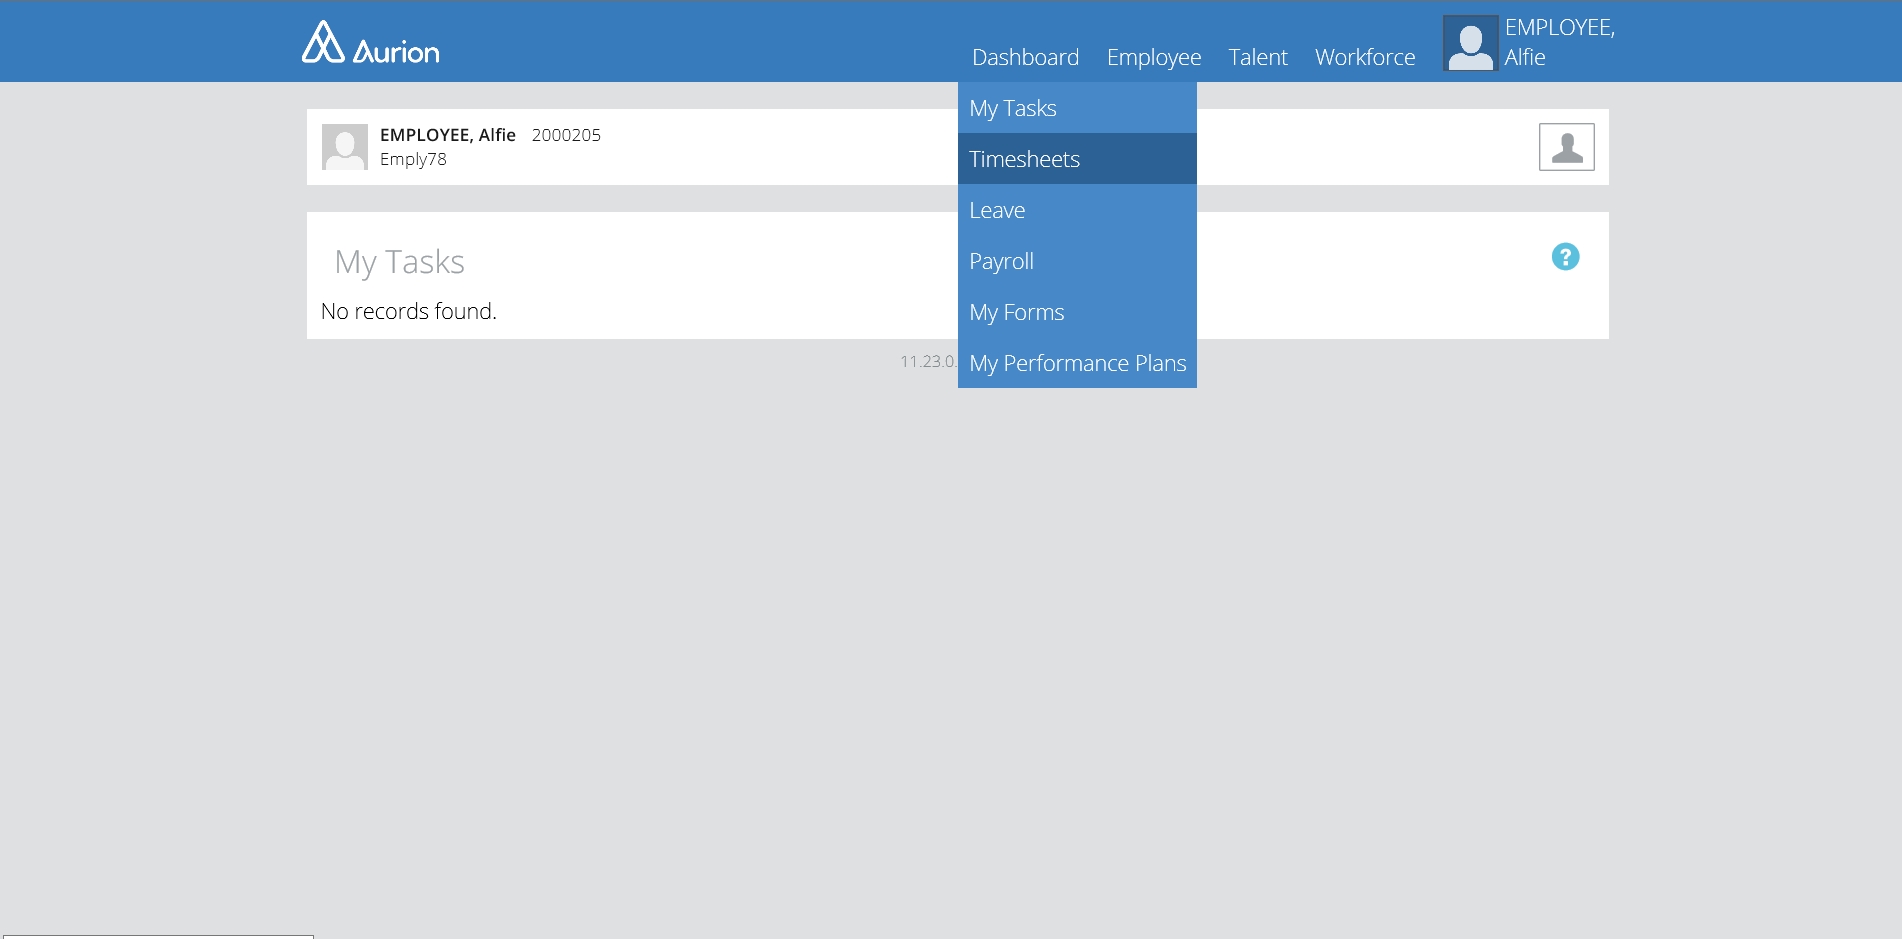 Aurion
Dashboard Employee Talent Workforce
EMPLOYEE,
Alfie
My Tasks
Timesheets
Leave
Payroll
My Forms
My Performance Plans
EMPLOYEE, Alfie 2000205
Emply78
My Tasks
?
No records found.
11.23.0.